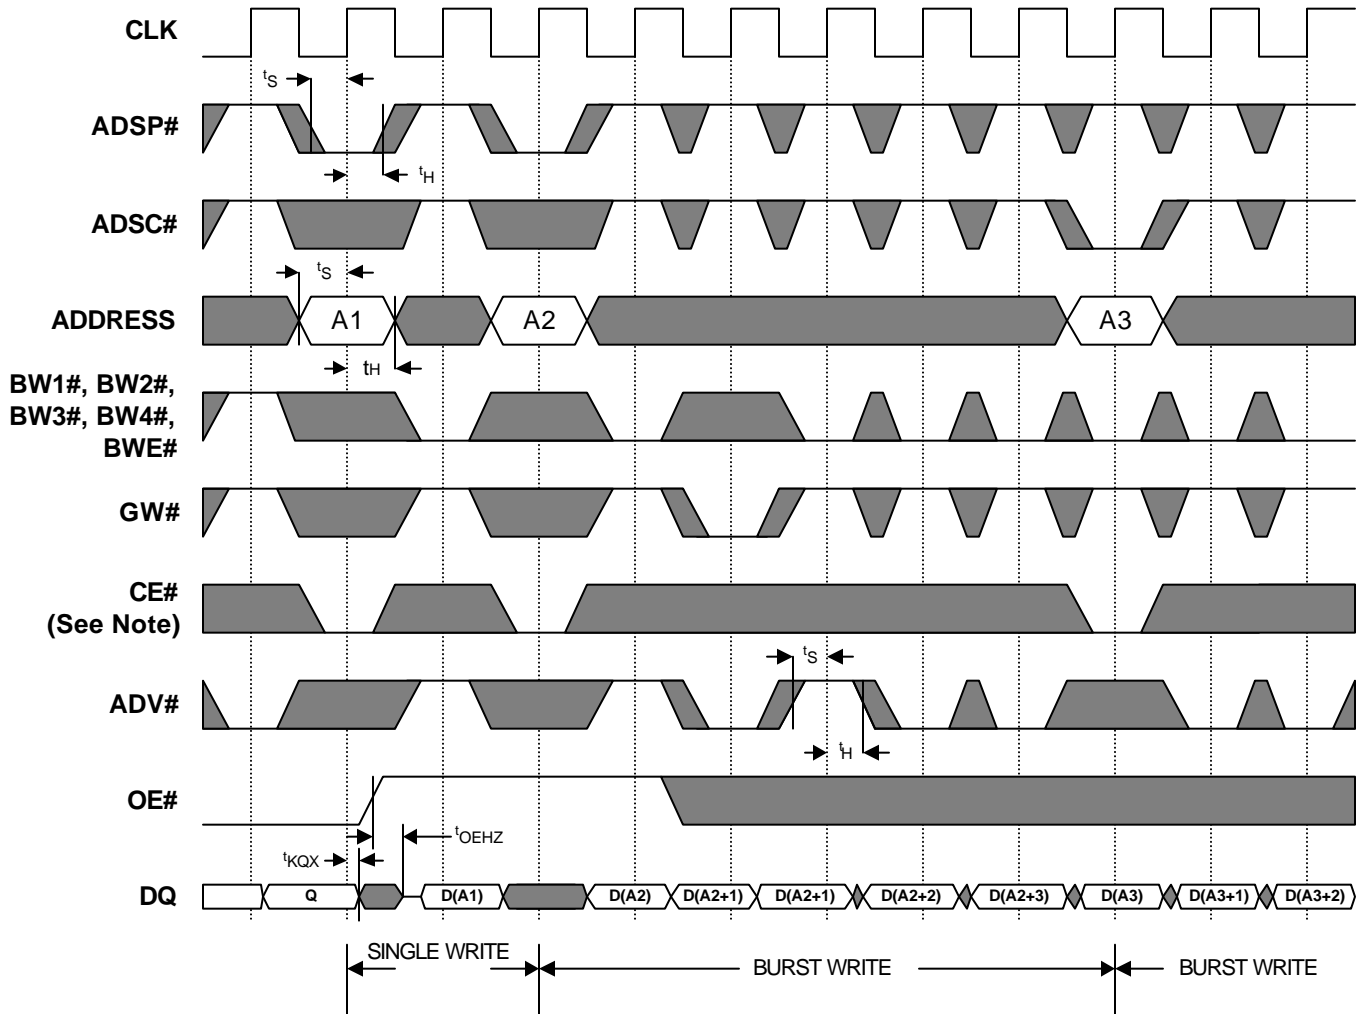 CLK
tS
ADSP#
tH
ADSC#
tS
ADDRESS A1 A2 A3
tH
BW1#, BW2#,
BW3#, BW4#,
BWE#
GW#
CE#
(See Note)
tS
ADV#
tH
OE#
tOEHZ
tKQX
DQ Q D(A1) D(A2) D(A2+1) D(A2+1) D(A2+2) D(A2+3) D(A3) D(A3+1) D(A3+2)
SINGLE WRITE BURST WRITE BURST WRITE